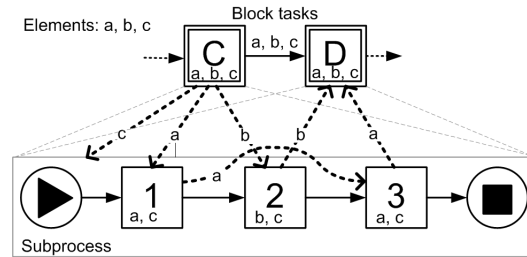 Block tasks
Elements: a, b, c
C
a, b, c
a, b, c
D
a, b, c
c
a
b
b
a
a
1
a, c
2
b, c
3
a, c
Subprocess